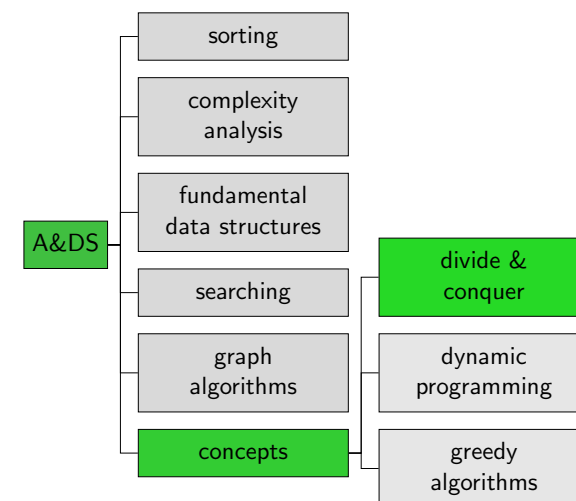 sorting
complexity
analysis
fundamental
data structures
A&DS
divide &
conquer
searching
graph
algorithms
dynamic
programming
concepts
greedy
algorithms